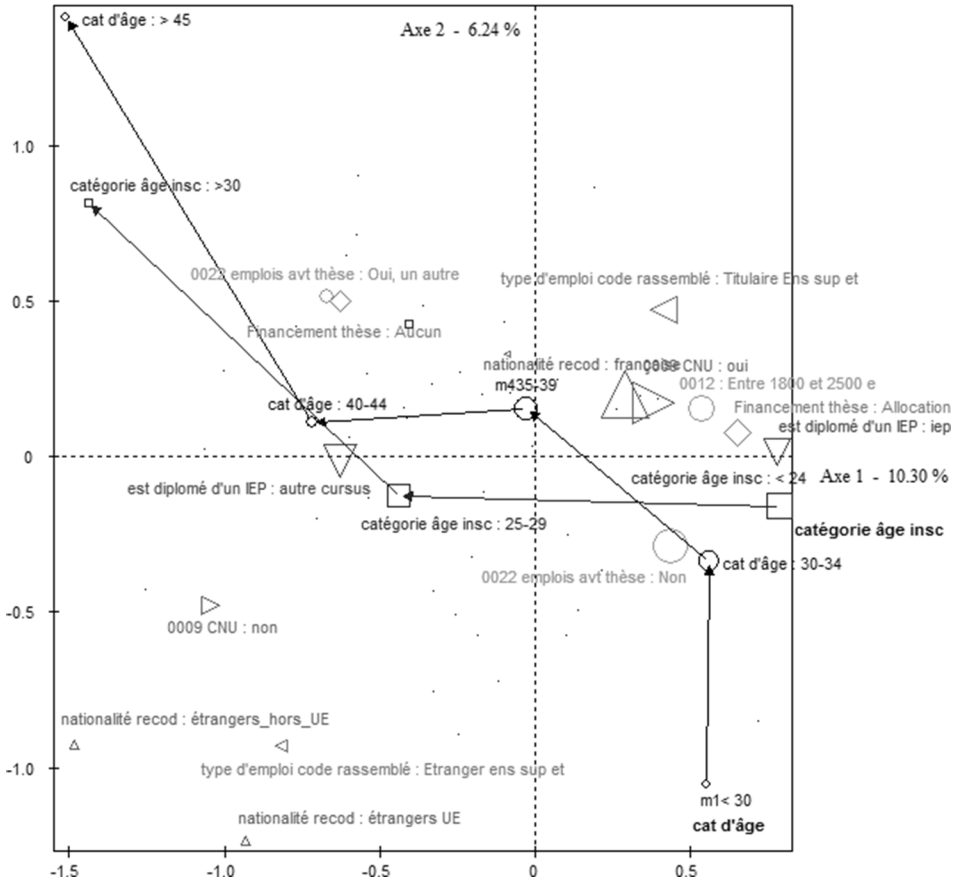 cat d'âge : > 45
Axe 2 - 6.24 %
1.0
catégorie âge insc : >30
0022 emplois avt thèse : Oui, un autre
type d'emploi code rassemblé : Titulaire Ens sup et
0.5
Financement thèse : Aucun
nationalité recod : française
0009 CNU : oui
m435-39
0012 : Entre 1800 et 2500 e
cat d'âge : 40-44
Financement thèse : Allocation
est diplomé d'un IEP : iep
0
catégorie âge insc : < 24
Axe 1 - 10.30 %
est diplomé d'un IEP : autre cursus
catégorie âge insc : 25-29
catégorie âge insc
cat d'âge : 30-34
0022 emplois avt thèse : Non
-0.5
0009 CNU : non
nationalité recod : étrangers_hors_UE
-1.0
type d'emploi code rassemblé : Etranger ens sup et
m1< 30
nationalité recod : étrangers UE
cat d'âge
-1.5 -1.0 -0.5 0 0.5